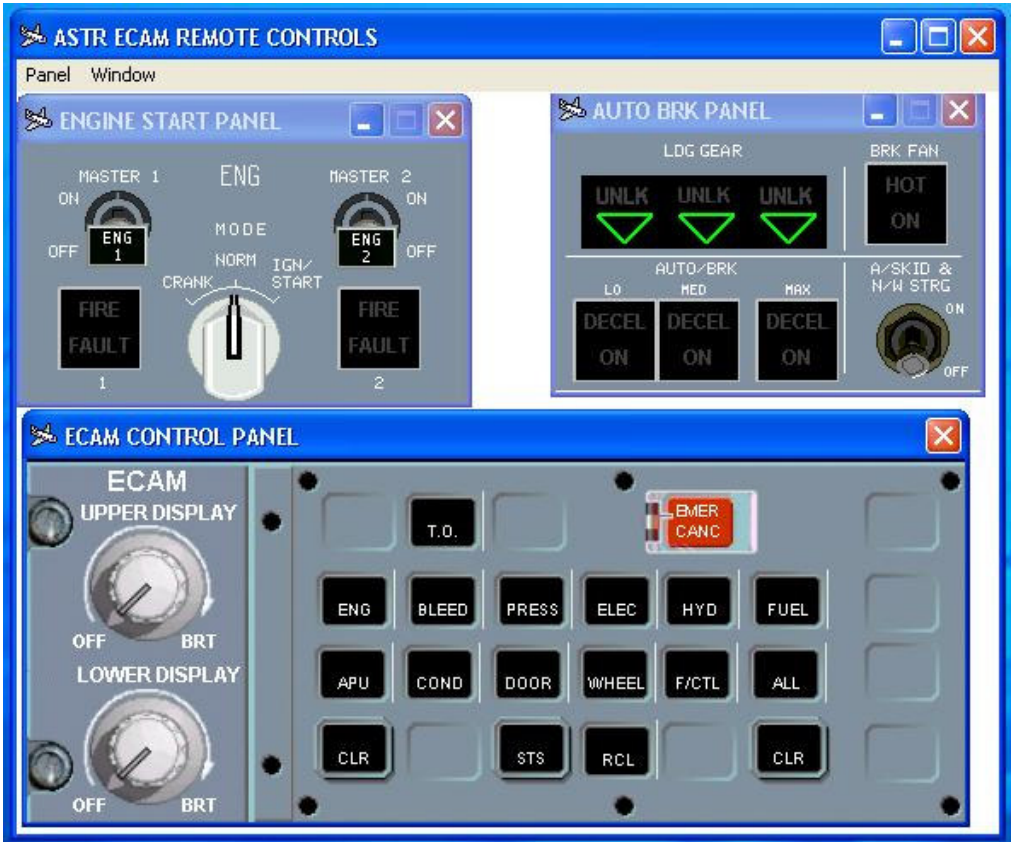 ASTR ECAM REMOTE CONTROLS
Panel Window
ENGINE START PANEL
MASTER 1 ENG MASTER 2
ON ON
ENG 1 MODE ENG 2
OFF OFF
NORM
CRANK IGN/
START
FIRE FIRE
FAULT FAULT
1 2
AUTO BRK PANEL
LDG GEAR BRK FAN
UNLK UNLK UNLK HOT
ON
AUTO/BRK A/SKID &
N/W STRG
LO MED MAX ON
DECEL DECEL DECEL
ON ON ON OFF
ECAM CONTROL PANEL
ECAM
UPPER DISPLAY
OFF BRT
LOWER DISPLAY
OFF BRT
T.O. EMER
CANC
ENG BLEED PRESS ELEC HYD FUEL
APU COND DOOR WHEEL F/CTL ALL
CLR STS RCL CLR